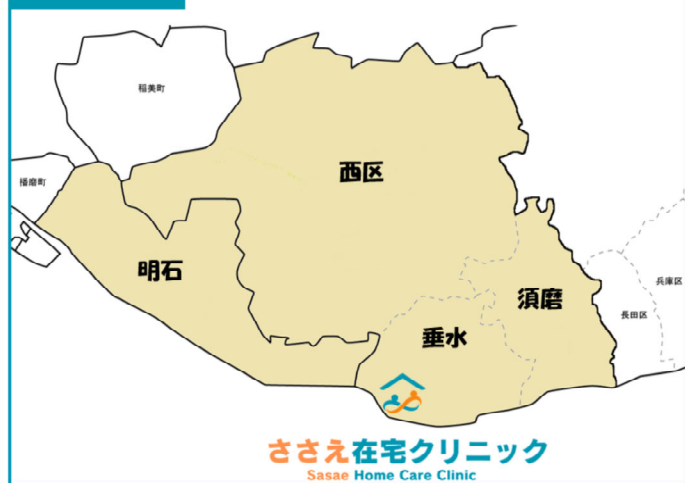 稲美町
播磨町
西区
明石
須磨
兵庫区
長田区
垂水
ささえ在宅クリニック
Sasae Home Care Clinic